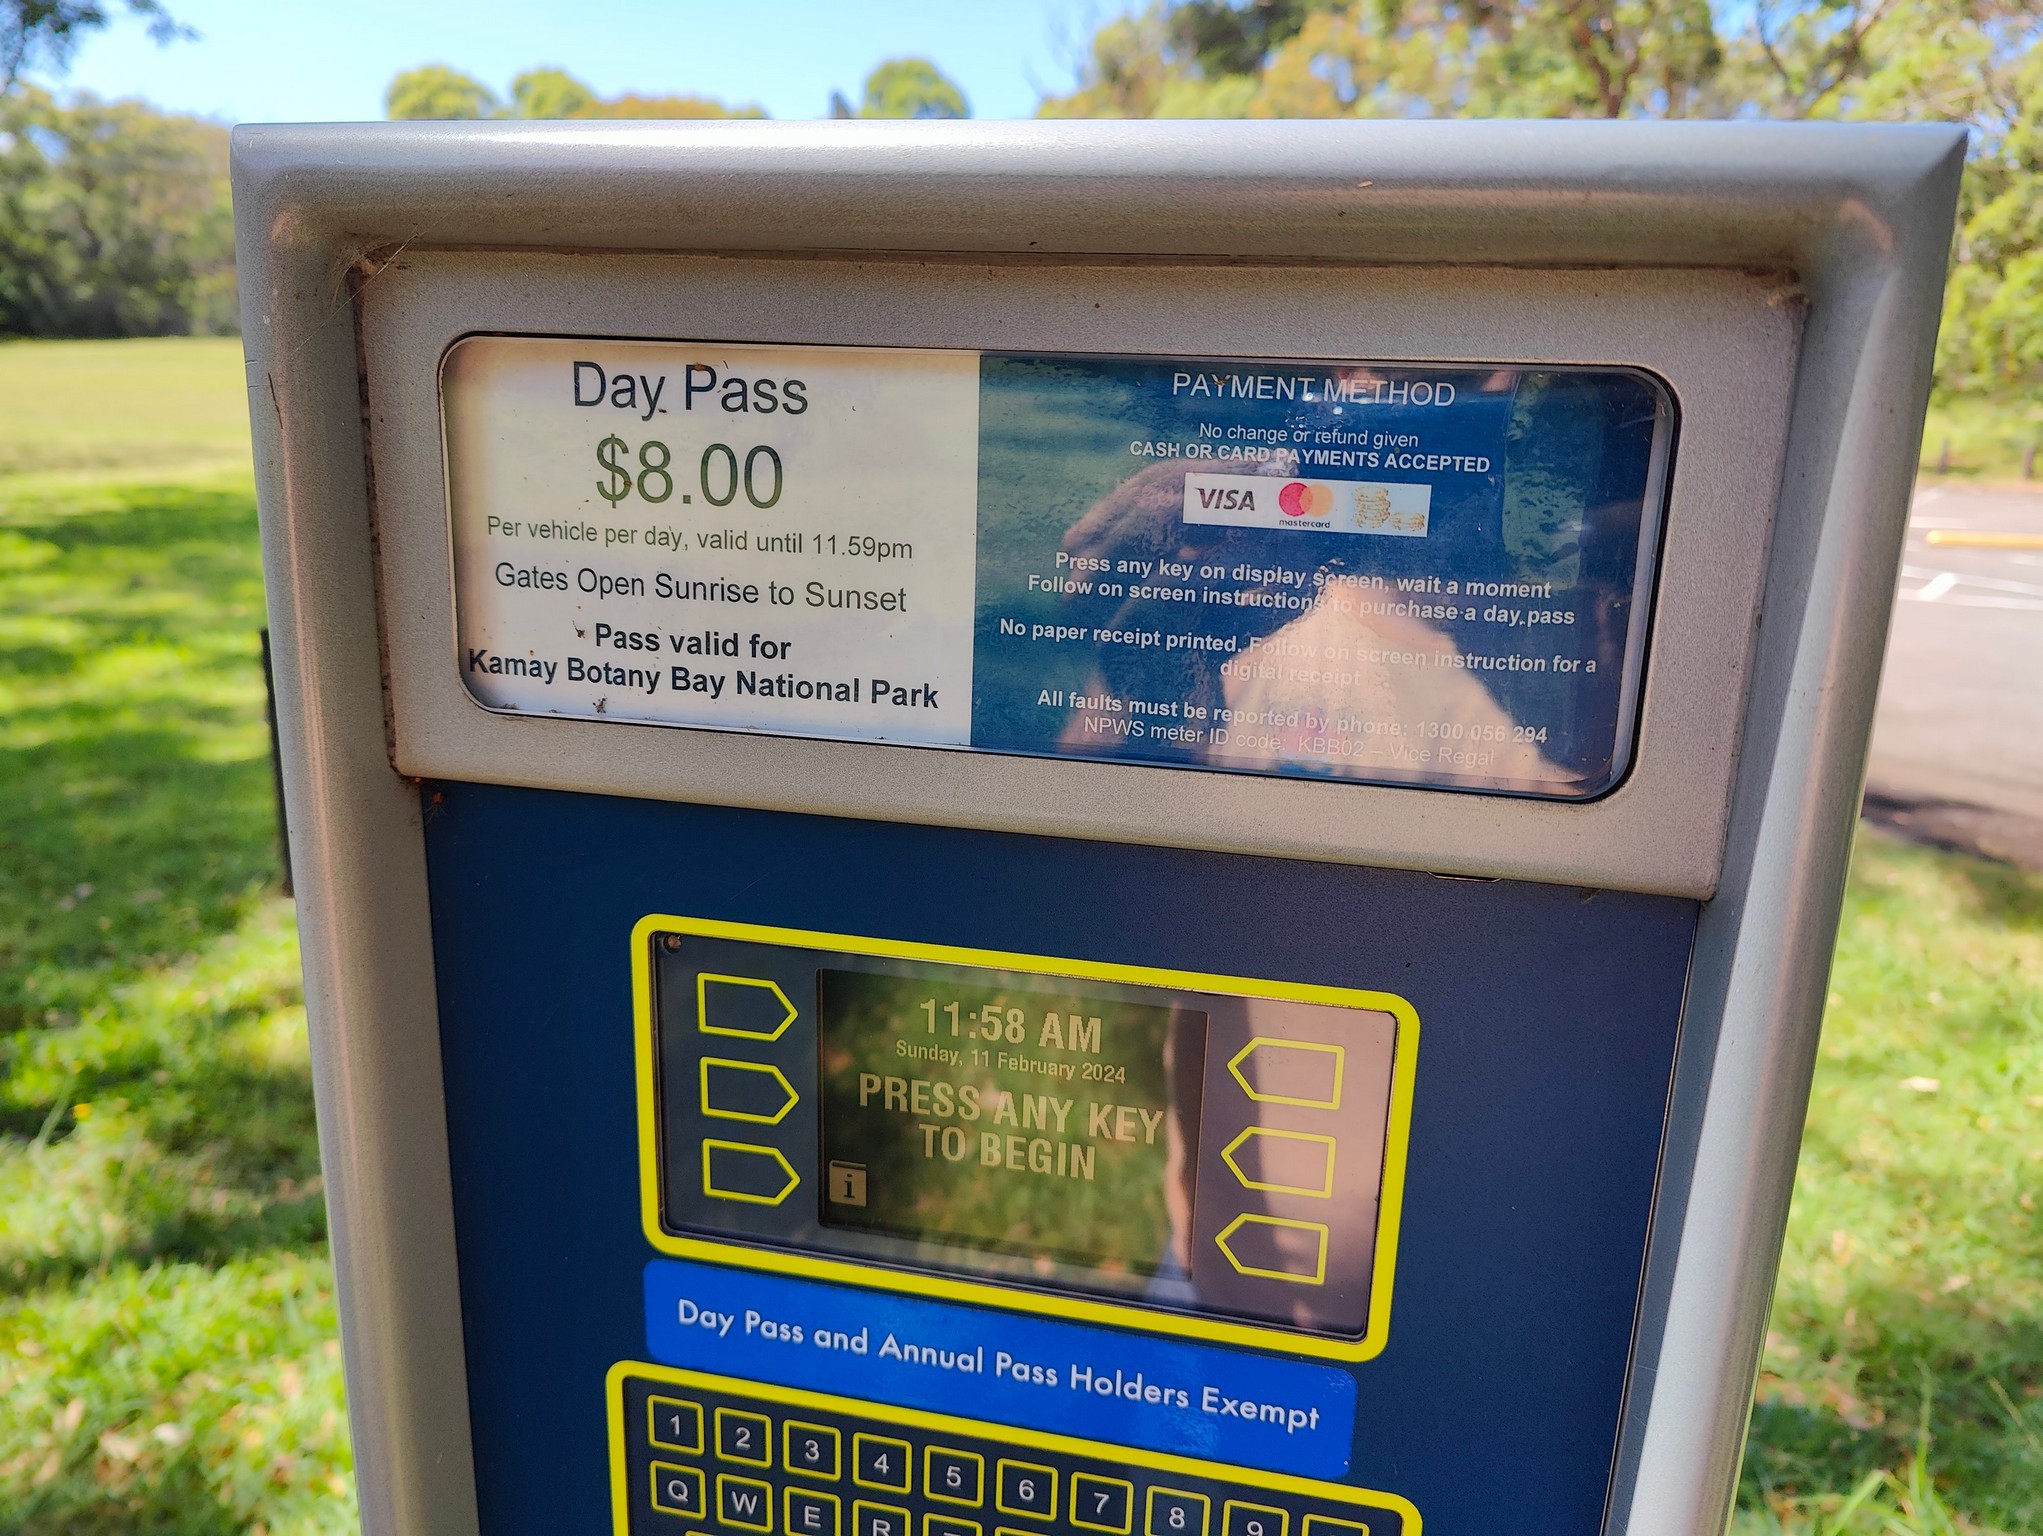 Day Pass
$8.00
Per vehicle per day, valid until 11.59pm
Gates Open Sunrise to Sunset
Pass valid for
Kamay Botany Bay National Park
PAYMENT METHOD
No change or refund given
CASH OR CARD PAYMENTS ACCEPTED
VISA
mastercard
Press any key on display screen, wait a moment
Follow on screen instructions to purchase a day pass
No paper receipt printed. Follow on screen instruction for a
digital receipt
All faults must be reported by phone: 1300 056 294
NPWS meter ID code: KBB02 – Vice Regal
11:58 AM
Sunday, 11 February 2024
PRESS ANY KEY
TO BEGIN
i
Day Pass and Annual Pass Holders Exempt
1 2 3 4 5 6 7 8 9
Q W E R